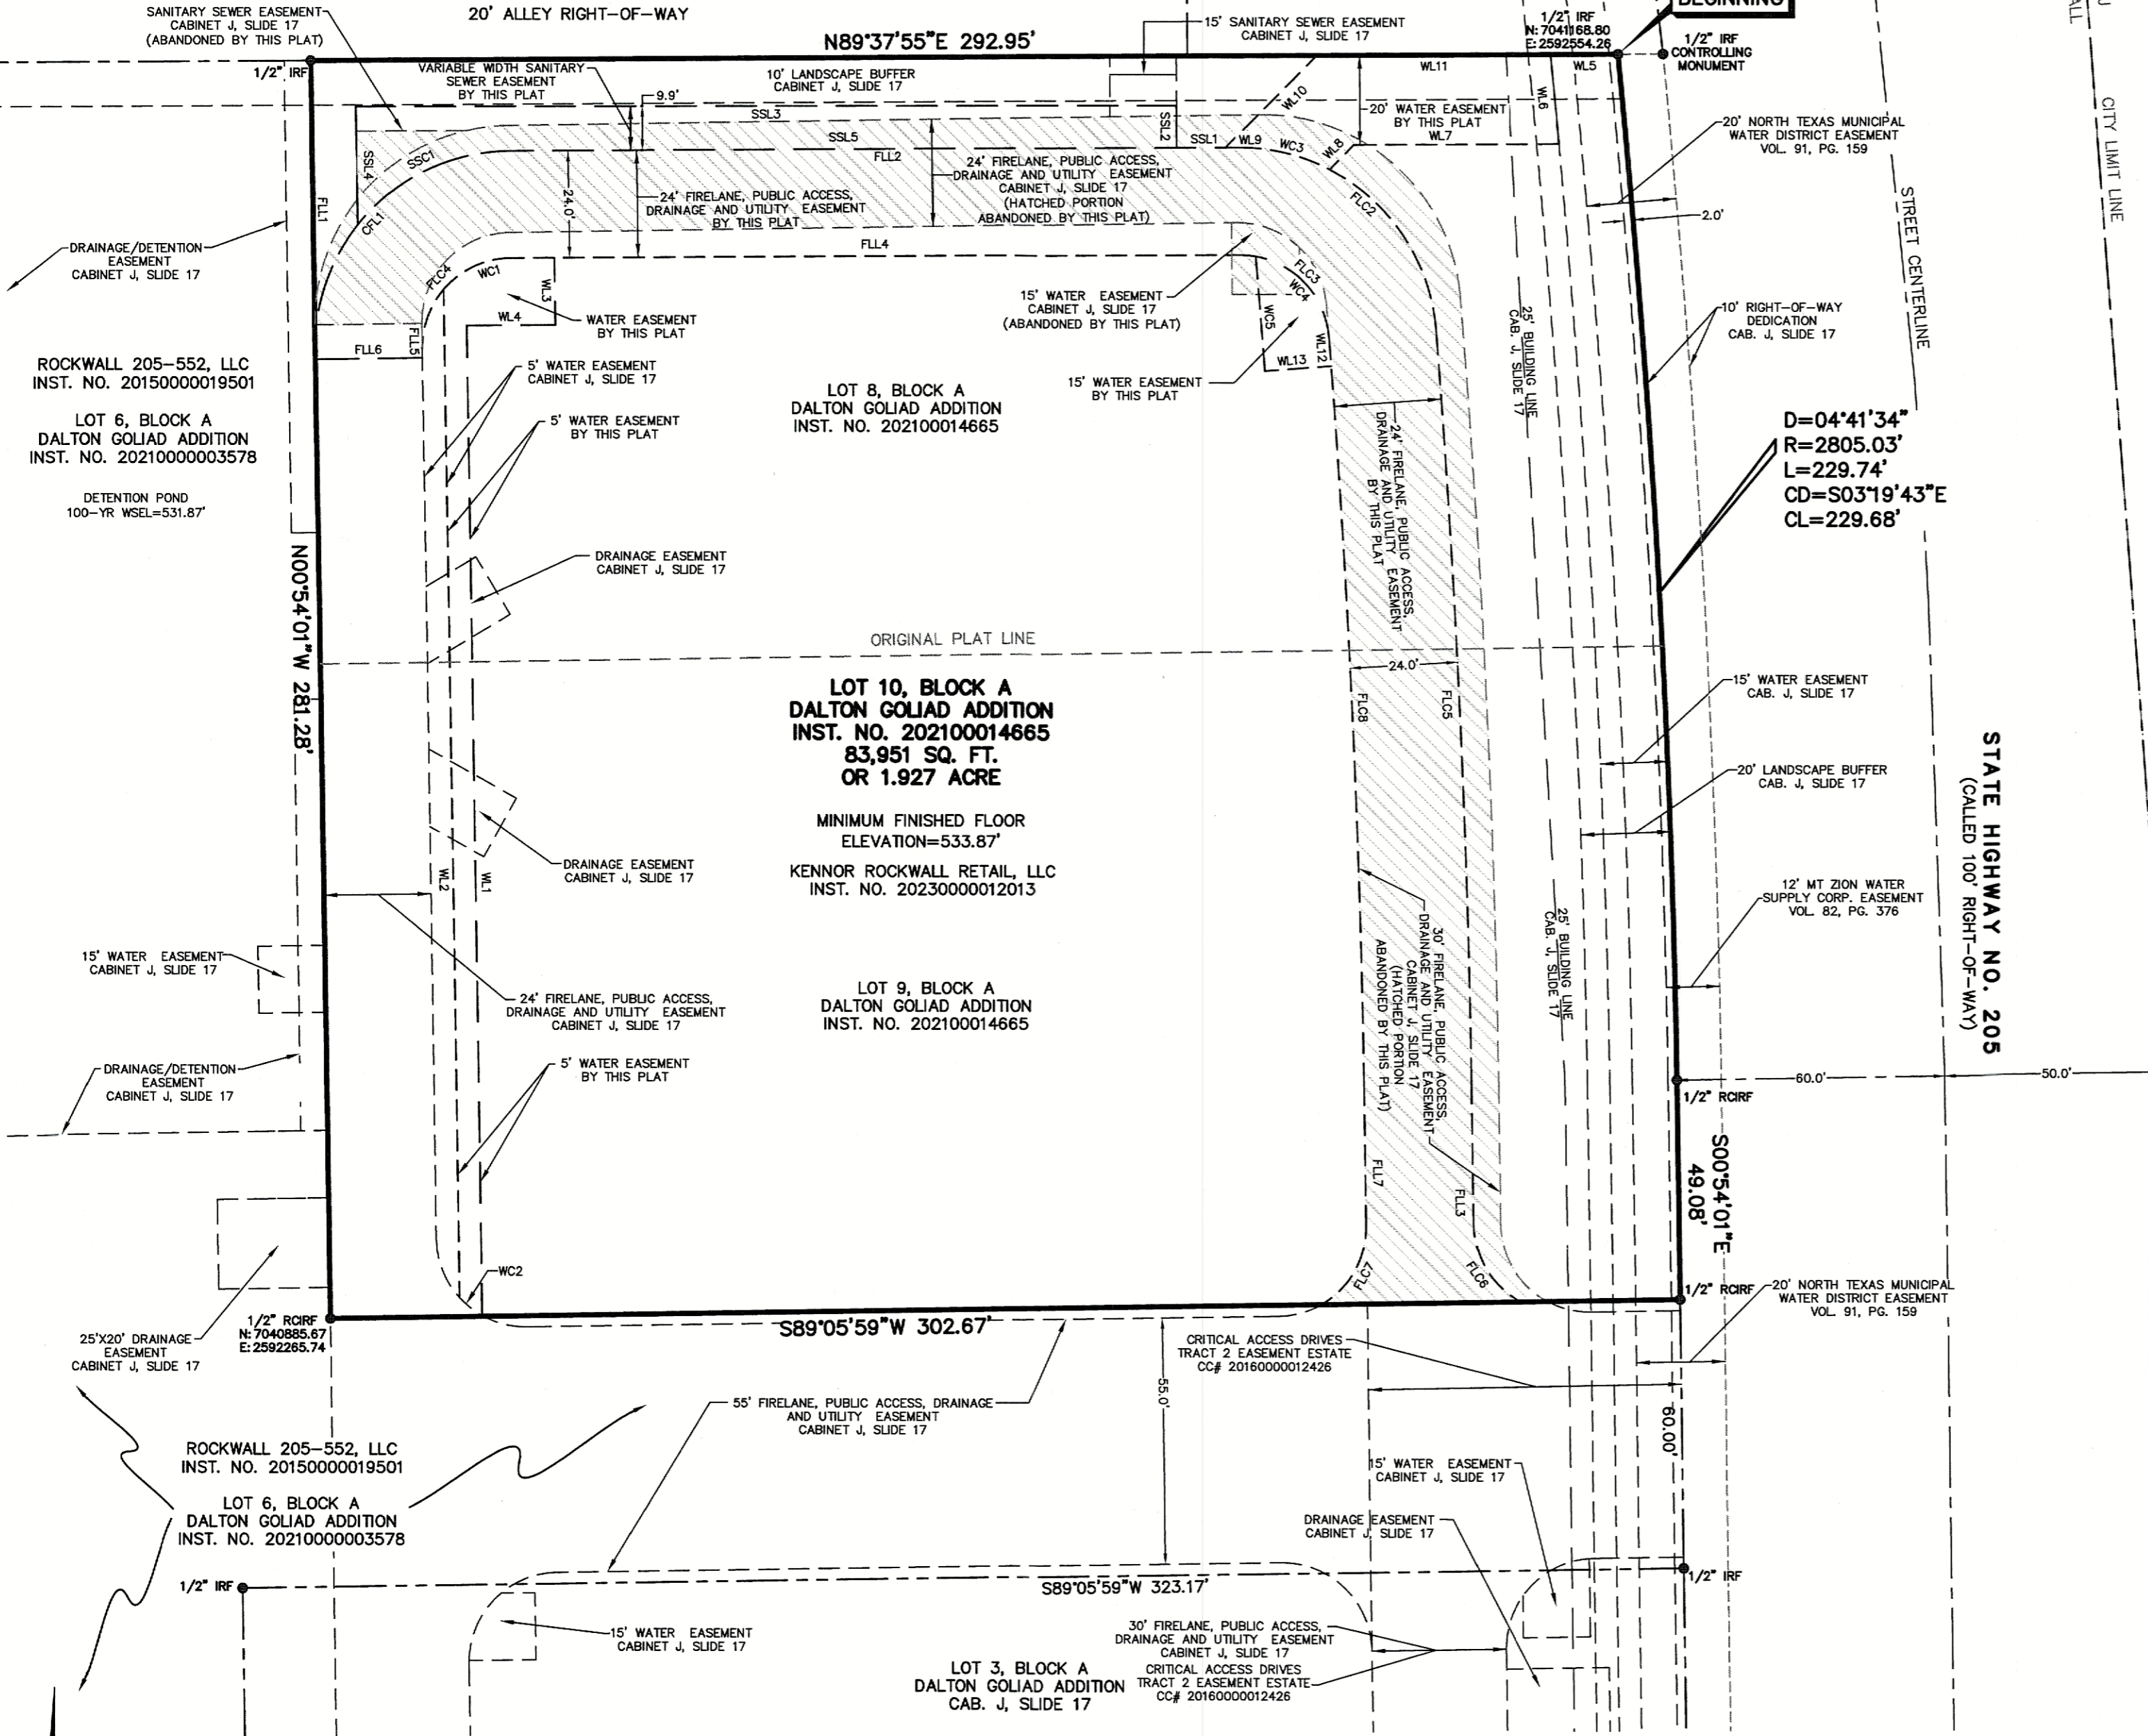 SANITARY SEWER EASEMENT
CABINET J, SLIDE 17
(ABANDONED BY THIS PLAT)
20' ALLEY RIGHT-OF-WAY
N89°37'55"E 292.95'
15' SANITARY SEWER EASEMENT
CABINET J, SLIDE 17
1/2" IRF
N: 7041168.80
E: 2592554.26
BEGINNING
1/2" IRF
CONTROLLING
MONUMENT
CITY LIMIT LINE
1/2" IRF
VARIABLE WIDTH SANITARY
SEWER EASEMENT
BY THIS PLAT
9.9'
10' LANDSCAPE BUFFER
CABINET J, SLIDE 17
WL11
WL5
WL6
WL10
20' WATER EASEMENT
BY THIS PLAT
WL7
SSL3
SSL2
SSL5
SSL1
WL9
WC3
WL8
FLC2
SSL4
SSC1
FLL1
CFL1
FLL2
24.0'
24' FIRELANE, PUBLIC ACCESS,
DRAINAGE AND UTILITY EASEMENT
BY THIS PLAT
24' FIRELANE, PUBLIC ACCESS,
DRAINAGE AND UTILITY EASEMENT
CABINET J, SLIDE 17
(HATCHED PORTION
ABANDONED BY THIS PLAT)
20' NORTH TEXAS MUNICIPAL
WATER DISTRICT EASEMENT
VOL. 91, PG. 159
2.0'
STREET CENTERLINE
DRAINAGE/DETENTION
EASEMENT
CABINET J, SLIDE 17
FLL4
FLC4
WC1
WL3
WL4
WATER EASEMENT
BY THIS PLAT
FLL5
FLL6
15' WATER EASEMENT
CABINET J, SLIDE 17
(ABANDONED BY THIS PLAT)
FLC3
WC4
WC5
WL12
WL13
15' WATER EASEMENT
BY THIS PLAT
25' BUILDING LINE
CAB. J, SLIDE 17
10' RIGHT-OF-WAY
DEDICATION
CAB. J, SLIDE 17
ROCKWALL 205-552, LLC
INST. NO. 20150000019501
LOT 6, BLOCK A
DALTON GOLIAD ADDITION
INST. NO. 20210000003578
DETENTION POND
100-YR WSEL=531.87'
5' WATER EASEMENT
CABINET J, SLIDE 17
5' WATER EASEMENT
BY THIS PLAT
LOT 8, BLOCK A
DALTON GOLIAD ADDITION
INST. NO. 202100014665
24' FIRELANE, PUBLIC ACCESS,
DRAINAGE AND UTILITY EASEMENT
BY THIS PLAT
D=04°41'34"
R=2805.03'
L=229.74'
CD=S03°19'43"E
CL=229.68'
N00°54'01"W 281.28'
DRAINAGE EASEMENT
CABINET J, SLIDE 17
ORIGINAL PLAT LINE
24.0'
FLC8
FLC5
LOT 10, BLOCK A
DALTON GOLIAD ADDITION
INST. NO. 202100014665
83,951 SQ. FT.
OR 1.927 ACRE
MINIMUM FINISHED FLOOR
ELEVATION=533.87'
KENNOR ROCKWALL RETAIL, LLC
INST. NO. 20230000012013
15' WATER EASEMENT
CAB. J, SLIDE 17
20' LANDSCAPE BUFFER
CAB. J, SLIDE 17
STATE HIGHWAY NO. 205
(CALLED 100' RIGHT-OF-WAY)
DRAINAGE EASEMENT
CABINET J, SLIDE 17
WL2
WL1
12' MT ZION WATER
SUPPLY CORP. EASEMENT
VOL. 82, PG. 376
25' BUILDING LINE
CAB. J, SLIDE 17
30' FIRELANE, PUBLIC ACCESS,
DRAINAGE AND UTILITY EASEMENT
CABINET J, SLIDE 17
(HATCHED PORTION
ABANDONED BY THIS PLAT)
15' WATER EASEMENT
CABINET J, SLIDE 17
24' FIRELANE, PUBLIC ACCESS,
DRAINAGE AND UTILITY EASEMENT
CABINET J, SLIDE 17
LOT 9, BLOCK A
DALTON GOLIAD ADDITION
INST. NO. 202100014665
DRAINAGE/DETENTION
EASEMENT
CABINET J, SLIDE 17
5' WATER EASEMENT
BY THIS PLAT
60.0'
50.0'
1/2" RCIRF
S00°54'01"E
49.08'
FLL7
FLL3
FLC7
FLC6
WC2
1/2" RCIRF
20' NORTH TEXAS MUNICIPAL
WATER DISTRICT EASEMENT
VOL. 91, PG. 159
1/2" RCIRF
N: 7040885.67
E: 2592265.74
25'X20' DRAINAGE
EASEMENT
CABINET J, SLIDE 17
S89°05'59"W 302.67'
CRITICAL ACCESS DRIVES
TRACT 2 EASEMENT ESTATE
CC# 20160000012426
55' FIRELANE, PUBLIC ACCESS, DRAINAGE
AND UTILITY EASEMENT
CABINET J, SLIDE 17
55.0'
60.00'
ROCKWALL 205-552, LLC
INST. NO. 20150000019501
LOT 6, BLOCK A
DALTON GOLIAD ADDITION
INST. NO. 20210000003578
15' WATER EASEMENT
CABINET J, SLIDE 17
DRAINAGE EASEMENT
CABINET J, SLIDE 17
1/2" IRF
S89°05'59"W 323.17'
1/2" IRF
15' WATER EASEMENT
CABINET J, SLIDE 17
30' FIRELANE, PUBLIC ACCESS,
DRAINAGE AND UTILITY EASEMENT
CABINET J, SLIDE 17
CRITICAL ACCESS DRIVES
TRACT 2 EASEMENT ESTATE
CC# 20160000012426
LOT 3, BLOCK A
DALTON GOLIAD ADDITION
CAB. J, SLIDE 17